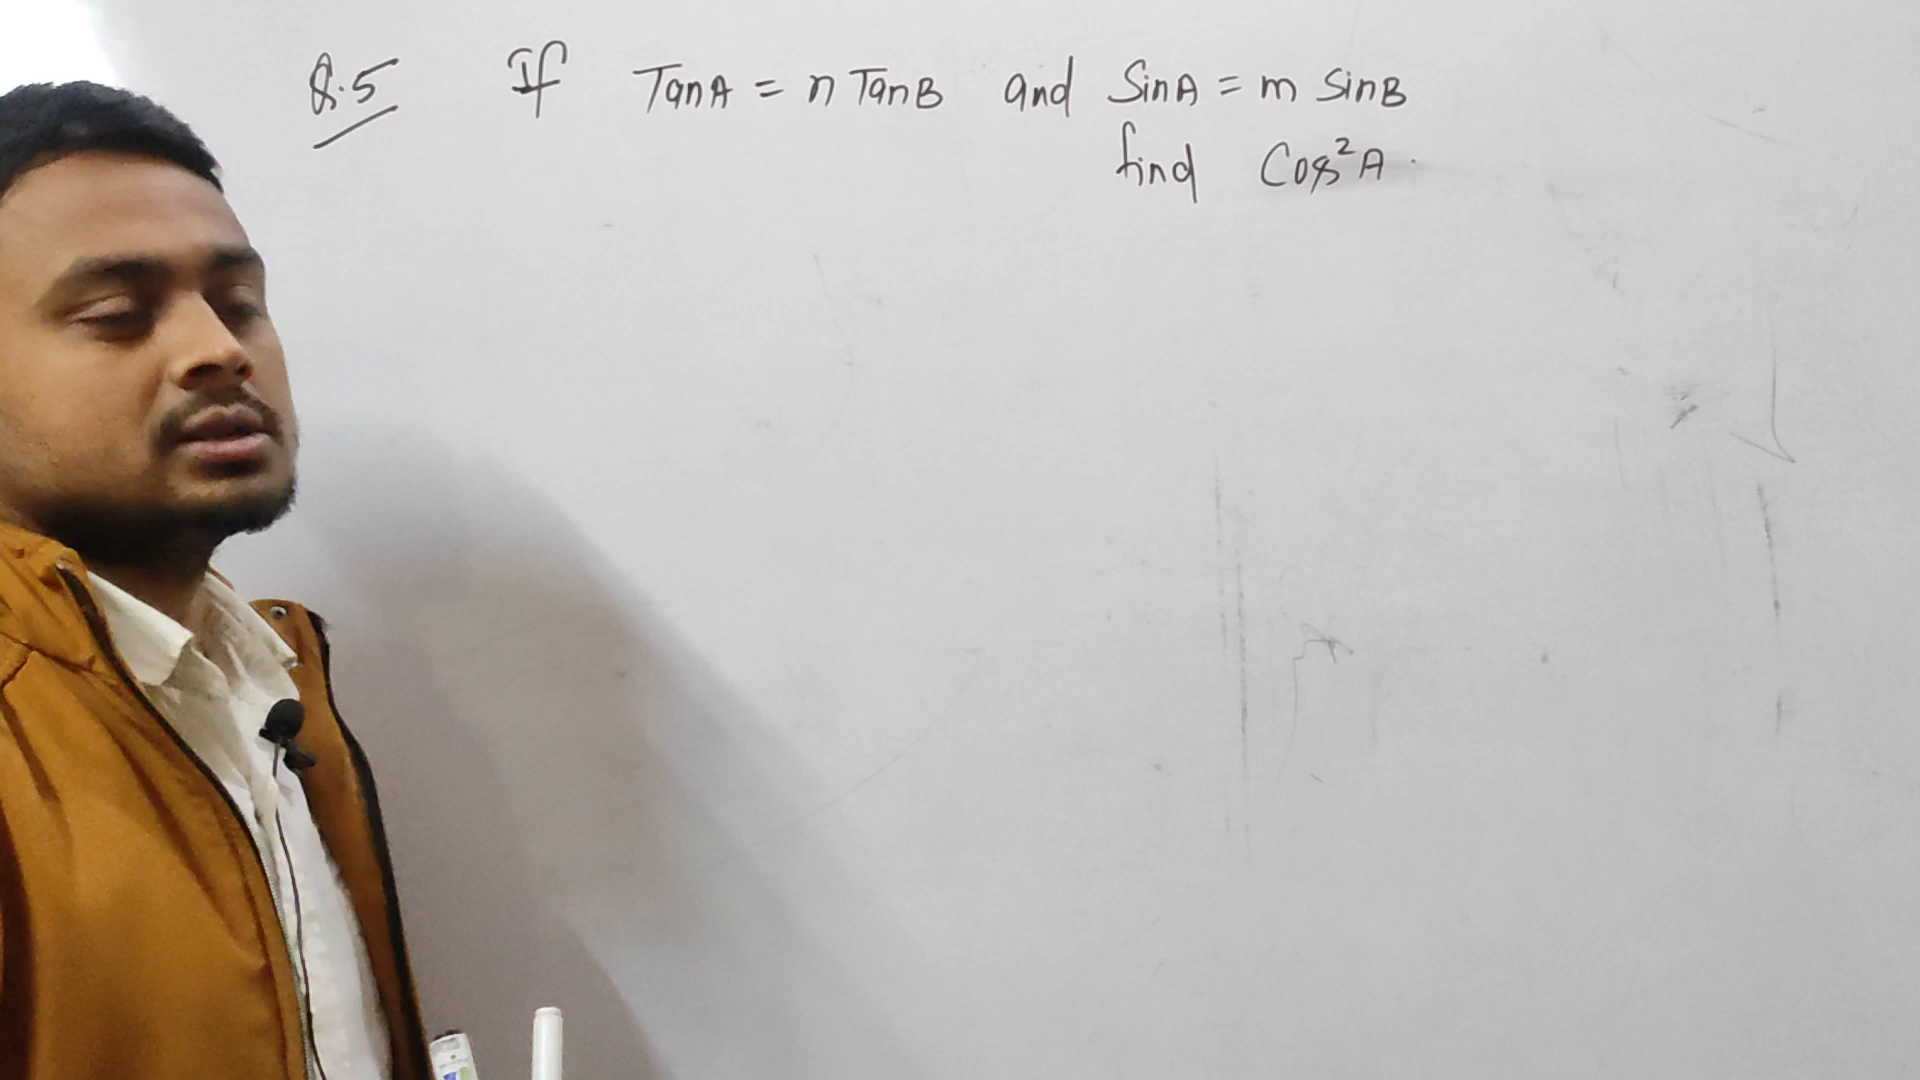 Q.5 If TanA = n TanB and SinA = m SinB
find Cos²A.